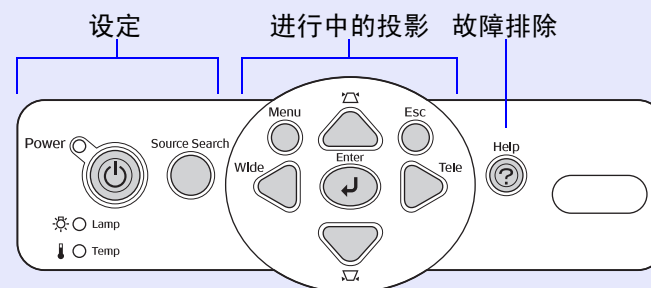 设定 进行中的投影 故障排除
Menu Esc
Power Source Search Help
Wide Enter Tele
?
Lamp
Temp